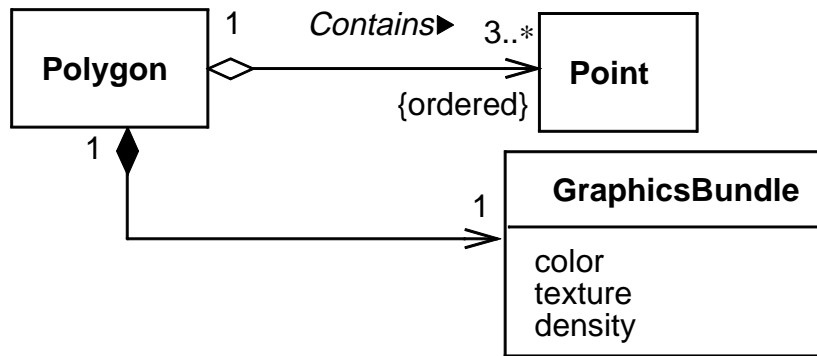 1
Contains▶
3..*
Polygon
Point
{ordered}
1
GraphicsBundle
1
color
texture
density